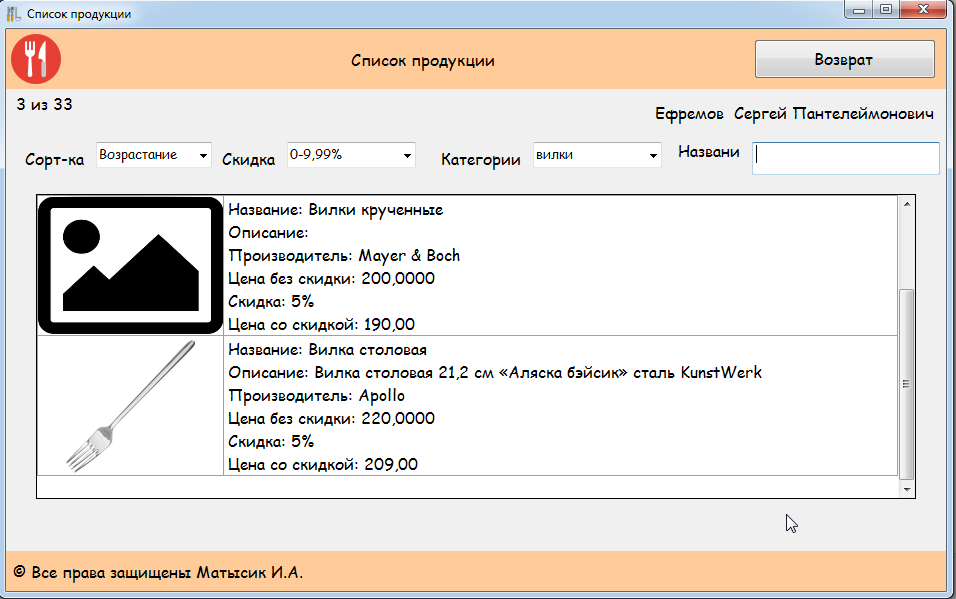 Список продукции
Список продукции
Возврат
3 из 33
Ефремов Сергей Пантелеймонович
Сорт-ка Возрастание Скидка 0-9,99% Категории вилки Названи
Название: Вилки крученные
Описание:
Производитель: Mayer & Boch
Цена без скидки: 200,0000
Скидка: 5%
Цена со скидкой: 190,00
Название: Вилка столовая
Описание: Вилка столовая 21,2 см «Аляска бэйсик» сталь KunstWerk
Производитель: Apollo
Цена без скидки: 220,0000
Скидка: 5%
Цена со скидкой: 209,00
© Все права защищены Матысик И.А.